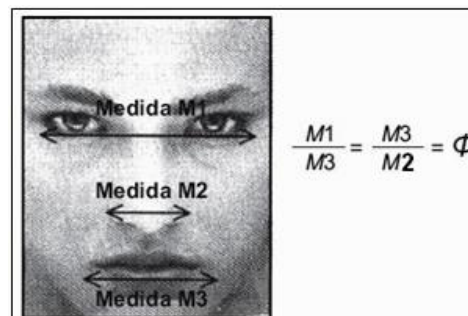 Medida M1
Medida M2
Medida M3
M1/M3 = M3/M2 = Φ